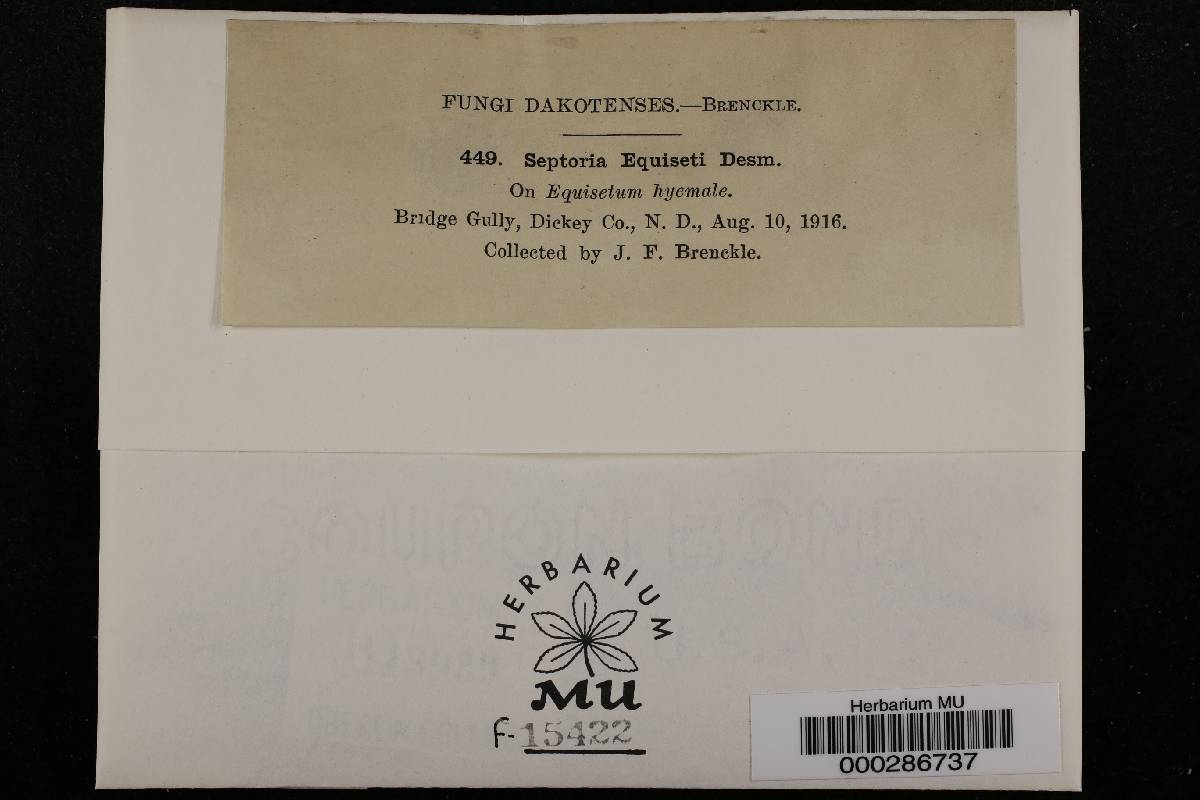 FUNGI DAKOTENSES.—BRENCKLE.
449. Septoria Equiseti Desm.
On Equisetum hyemale.
Bridge Gully, Dickey Co., N. D., Aug. 10, 1916.
Collected by J. F. Brenckle.
HERBARIUM
MU
F-15422
Herbarium MU
000286737